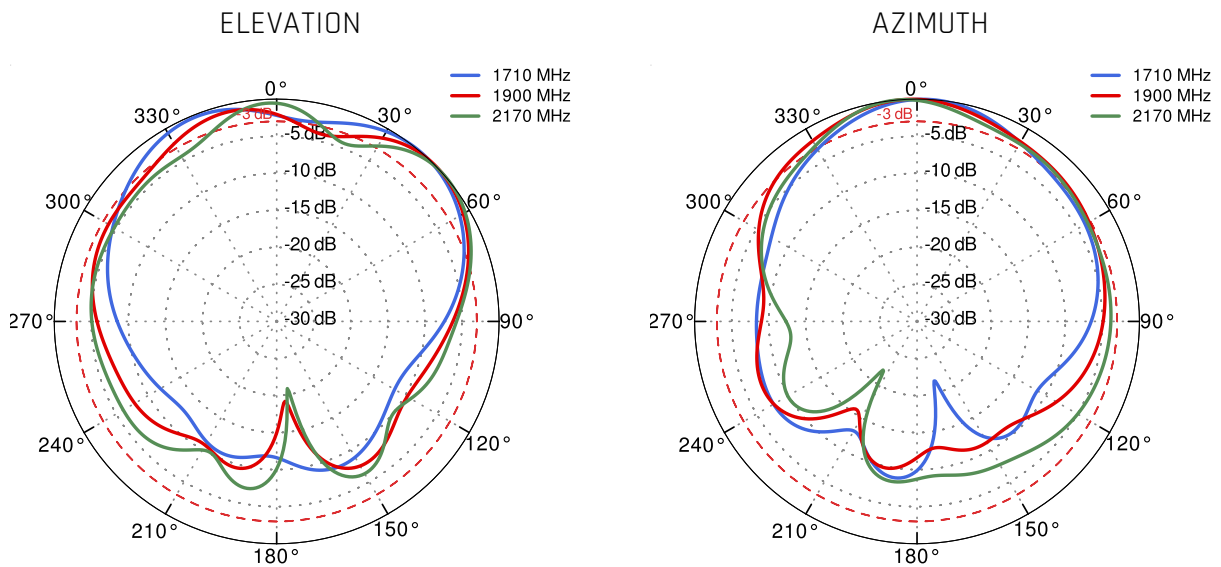 ELEVATION
1710 MHz
1900 MHz
2170 MHz
0°
330°
30°
-3 dB
-5 dB
-10 dB
300°
60°
-15 dB
-20 dB
-25 dB
-30 dB
270°
90°
240°
120°
210°
150°
180°
AZIMUTH
1710 MHz
1900 MHz
2170 MHz
0°
330°
30°
-3 dB
-5 dB
-10 dB
300°
60°
-15 dB
-20 dB
-25 dB
-30 dB
270°
90°
240°
120°
210°
150°
180°